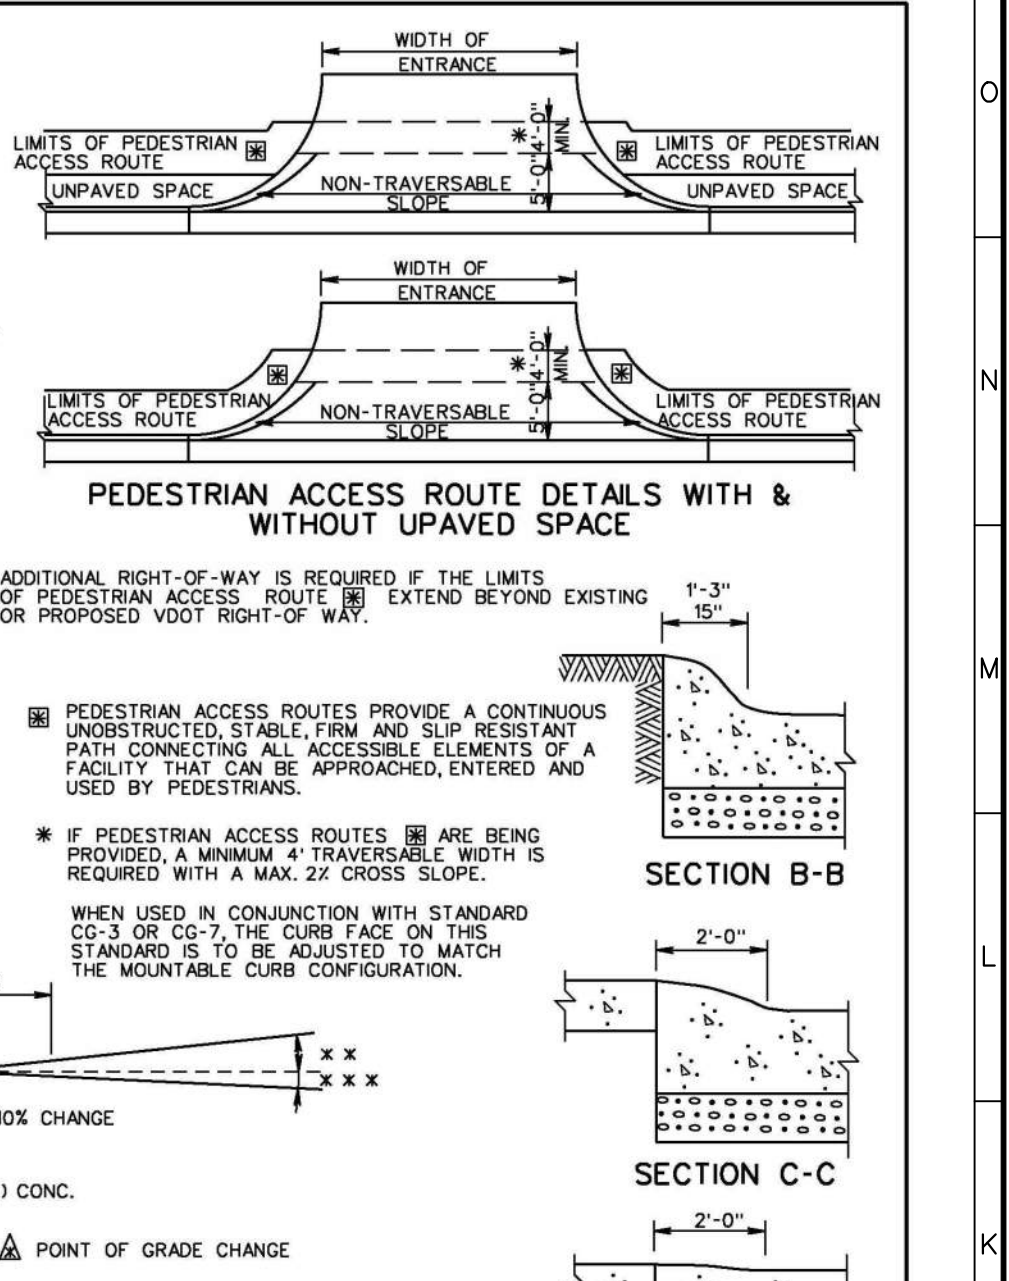 WIDTH OF
ENTRANCE
LIMITS OF PEDESTRIAN
ACCESS ROUTE
LIMITS OF PEDESTRIAN
ACCESS ROUTE
4'-0"
MIN.
UNPAVED SPACE
NON-TRAVERSABLE
SLOPE
5'-0"
UNPAVED SPACE
WIDTH OF
ENTRANCE
4'-0"
MIN.
LIMITS OF PEDESTRIAN
ACCESS ROUTE
NON-TRAVERSABLE
SLOPE
5'-0"
LIMITS OF PEDESTRIAN
ACCESS ROUTE
PEDESTRIAN ACCESS ROUTE DETAILS WITH &
WITHOUT UPAVED SPACE
ADDITIONAL RIGHT-OF-WAY IS REQUIRED IF THE LIMITS
OF PEDESTRIAN ACCESS ROUTE EXTEND BEYOND EXISTING
OR PROPOSED VDOT RIGHT-OF WAY.
1'-3"
15"
PEDESTRIAN ACCESS ROUTES PROVIDE A CONTINUOUS
UNOBSTRUCTED, STABLE, FIRM AND SLIP RESISTANT
PATH CONNECTING ALL ACCESSIBLE ELEMENTS OF A
FACILITY THAT CAN BE APPROACHED, ENTERED AND
USED BY PEDESTRIANS.
* IF PEDESTRIAN ACCESS ROUTES ARE BEING
PROVIDED, A MINIMUM 4' TRAVERSABLE WIDTH IS
REQUIRED WITH A MAX. 2% CROSS SLOPE.
SECTION B-B
WHEN USED IN CONJUNCTION WITH STANDARD
CG-3 OR CG-7, THE CURB FACE ON THIS
STANDARD IS TO BE ADJUSTED TO MATCH
THE MOUNTABLE CURB CONFIGURATION.
2'-0"
* *
* * *
10% CHANGE
SECTION C-C
) CONC.
2'-0"
POINT OF GRADE CHANGE
O
N
M
L
K